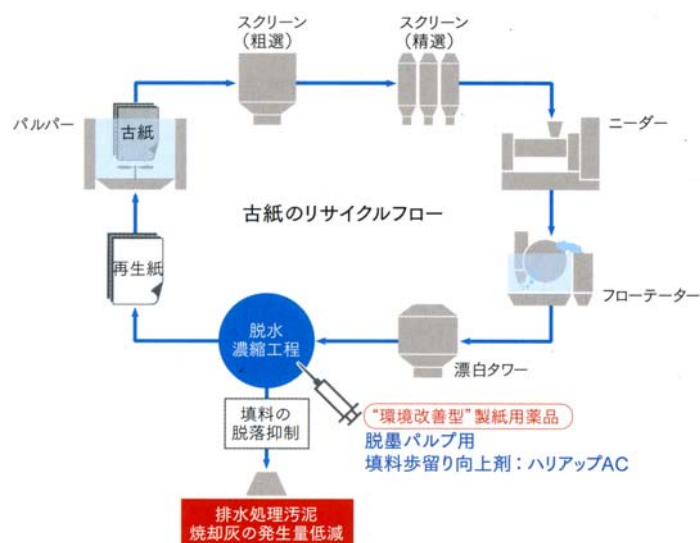 スクリーン
（粗選）
スクリーン
（精選）
パルパー
古紙
ニーダー
古紙のリサイクルフロー
再生紙
フローテーター
脱水
濃縮工程
漂白タワー
填料の
脱落抑制
“環境改善型”製紙用薬品
脱墨パルプ用
填料歩留り向上剤：ハリアップAC
排水処理汚泥
焼却灰の発生量低減